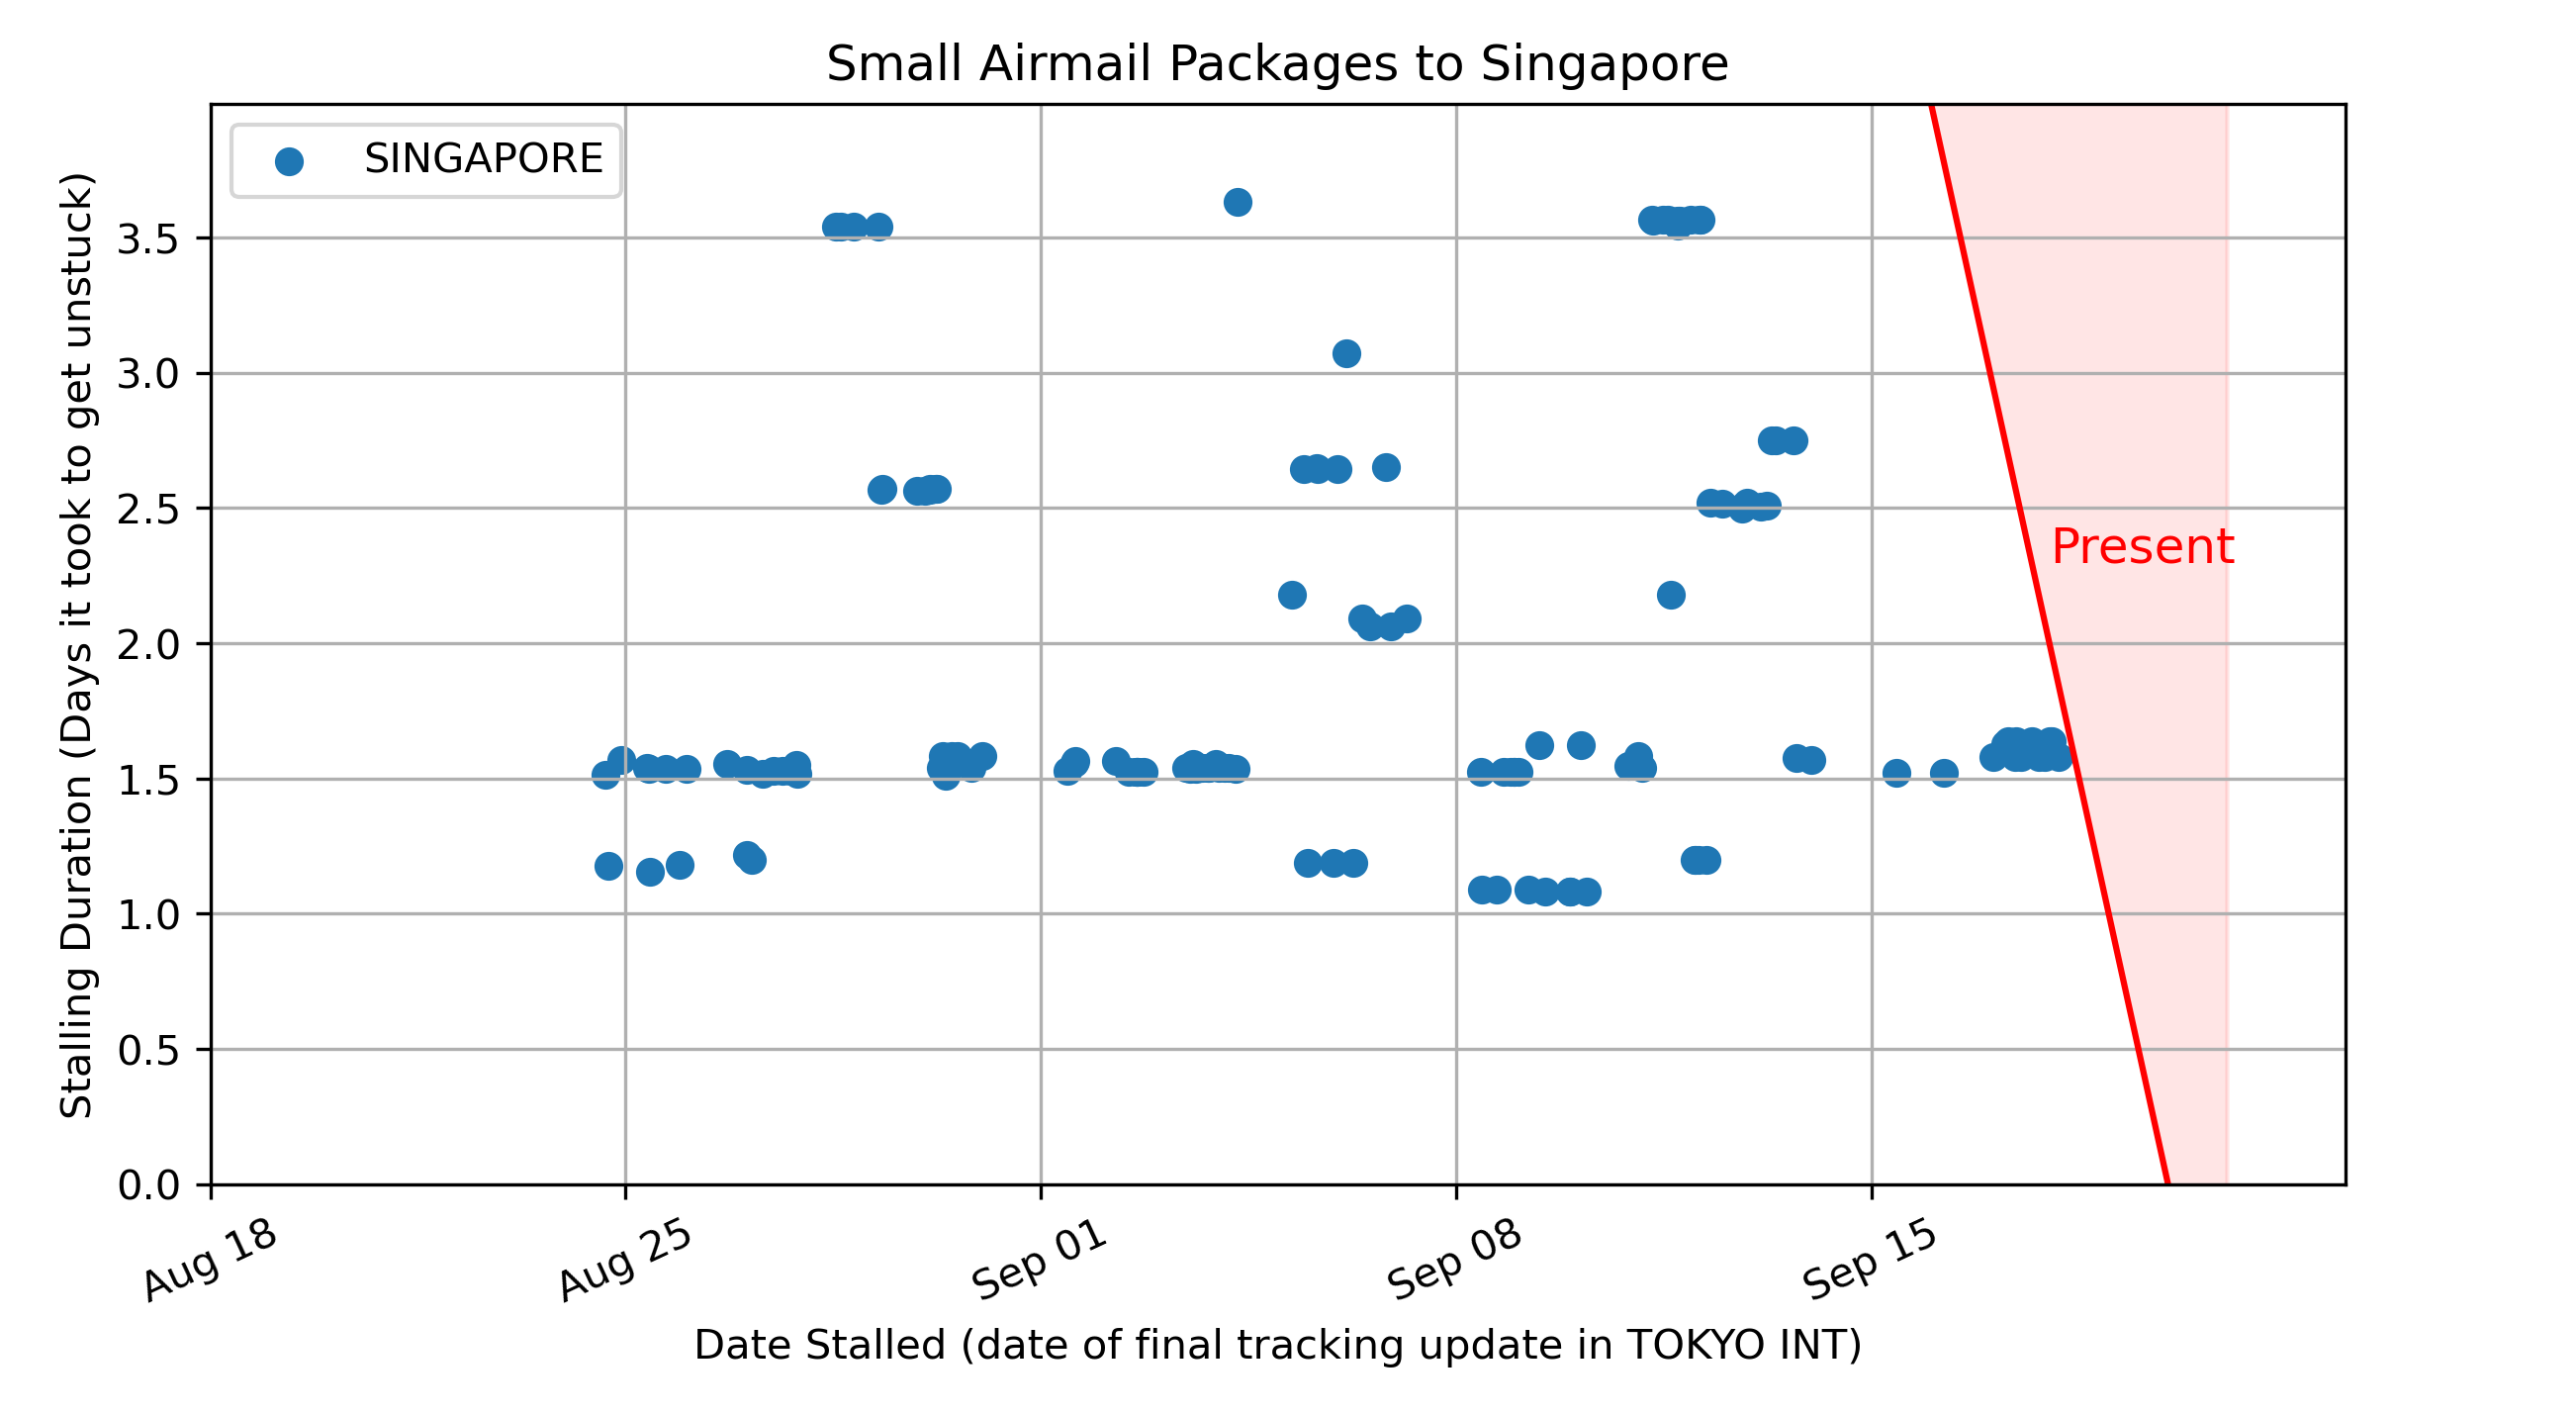 Small Airmail Packages to Singapore
SINGAPORE
Stalling Duration (Days it took to get unstuck)
3.5
3.0
2.5
2.0
1.5
1.0
0.5
0.0
Present
Aug 18
Aug 25
Sep 01
Sep 08
Sep 15
Date Stalled (date of final tracking update in TOKYO INT)